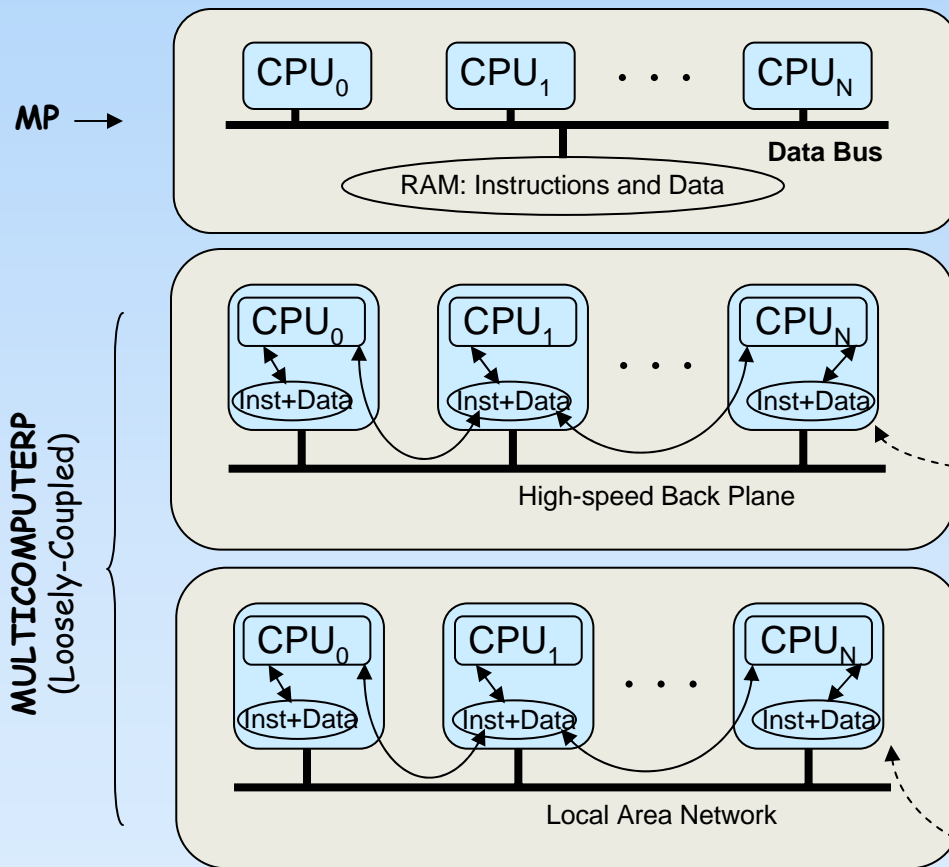 CPU0 CPU1 . . . CPUN
MP
Data Bus
RAM: Instructions and Data
CPU0 CPU1 . . . CPUN
Inst+Data Inst+Data Inst+Data
High-speed Back Plane
MULTICOMPUTERP
(Loosely-Coupled)
CPU0 CPU1 . . . CPUN
Inst+Data Inst+Data Inst+Data
Local Area Network